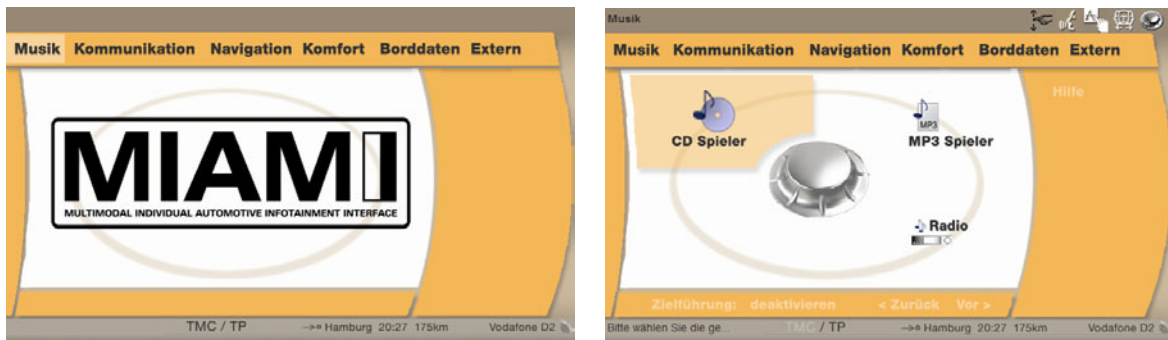 Musik Kommunikation Navigation Komfort Borddaten Extern
MIAMI
MULTIMODAL INDIVIDUAL AUTOMOTIVE INFOTAINMENT INTERFACE
TMC / TP Hamburg 20:27 175km Vodafone D2
Musik
Musik Kommunikation Navigation Komfort Borddaten Extern
Hilfe
MP3
CD Spieler MP3 Spieler
Radio
Zielführung: deaktivieren < Zurück Vor >
Bitte wählen Sie die ge... TMC / TP Hamburg 20:27 175km Vodafone D2